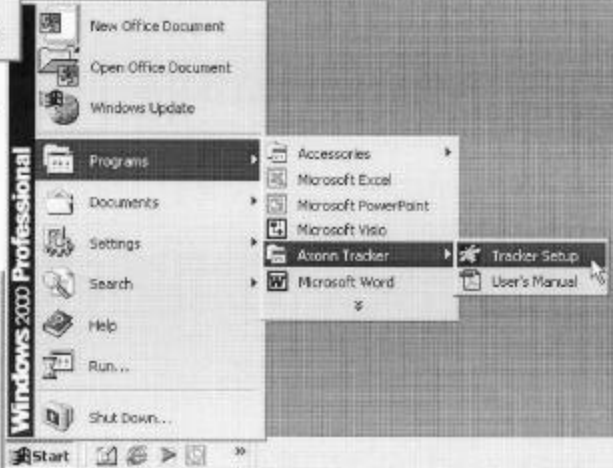 New Office Document
Open Office Document
Windows Update
Programs
Documents
Settings
Search
Help
Run...
Shut Down...
Windows 2000 Professional
Accessories
Microsoft Excel
Microsoft PowerPoint
Microsoft Visio
Axonn Tracker
Microsoft Word
Tracker Setup
User's Manual
Start